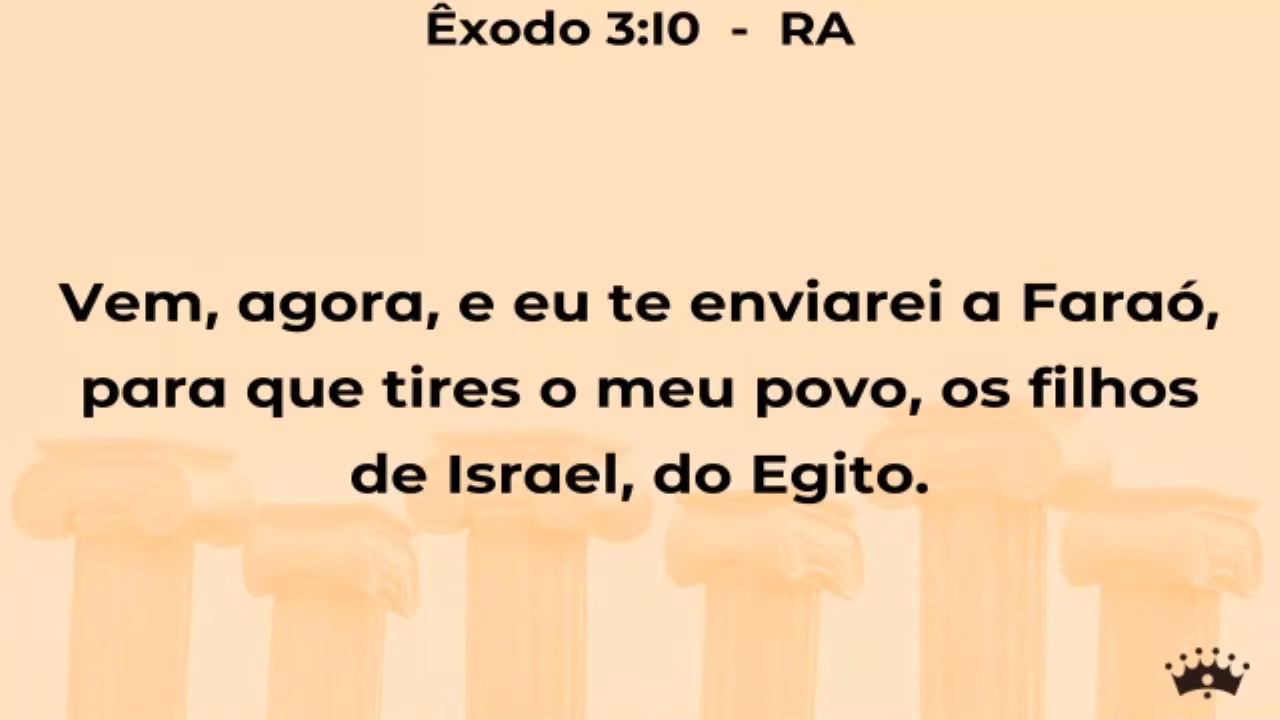 Êxodo 3:10 - RA
Vem, agora, e eu te enviarei a Faraó,
para que tires o meu povo, os filhos
de Israel, do Egito.